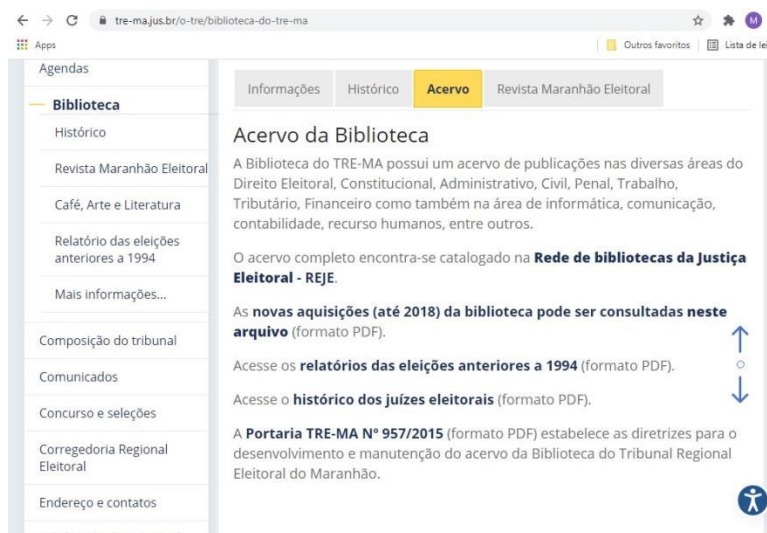 tre-ma.jus.br/o-tre/biblioteca-do-tre-ma
M
Apps
Outros favoritos
Lista de lei
Agendas
Biblioteca
Histórico
Revista Maranhão Eleitoral
Café, Arte e Literatura
Relatório das eleições
anteriores a 1994
Mais informações...
Composição do tribunal
Comunicados
Concurso e seleções
Corregedoria Regional
Eleitoral
Endereço e contatos
Informações
Histórico
Acervo
Revista Maranhão Eleitoral
Acervo da Biblioteca
A Biblioteca do TRE-MA possui um acervo de publicações nas diversas áreas do
Direito Eleitoral, Constitucional, Administrativo, Civil, Penal, Trabalho,
Tributário, Financeiro como também na área de informática, comunicação,
contabilidade, recurso humanos, entre outros.
O acervo completo encontra-se catalogado na Rede de bibliotecas da Justiça
Eleitoral - REJE.
As novas aquisições (até 2018) da biblioteca pode ser consultadas neste
arquivo (formato PDF).
Acesse os relatórios das eleições anteriores a 1994 (formato PDF).
Acesse o histórico dos juízes eleitorais (formato PDF).
A Portaria TRE-MA Nº 957/2015 (formato PDF) estabelece as diretrizes para o
desenvolvimento e manutenção do acervo da Biblioteca do Tribunal Regional
Eleitoral do Maranhão.